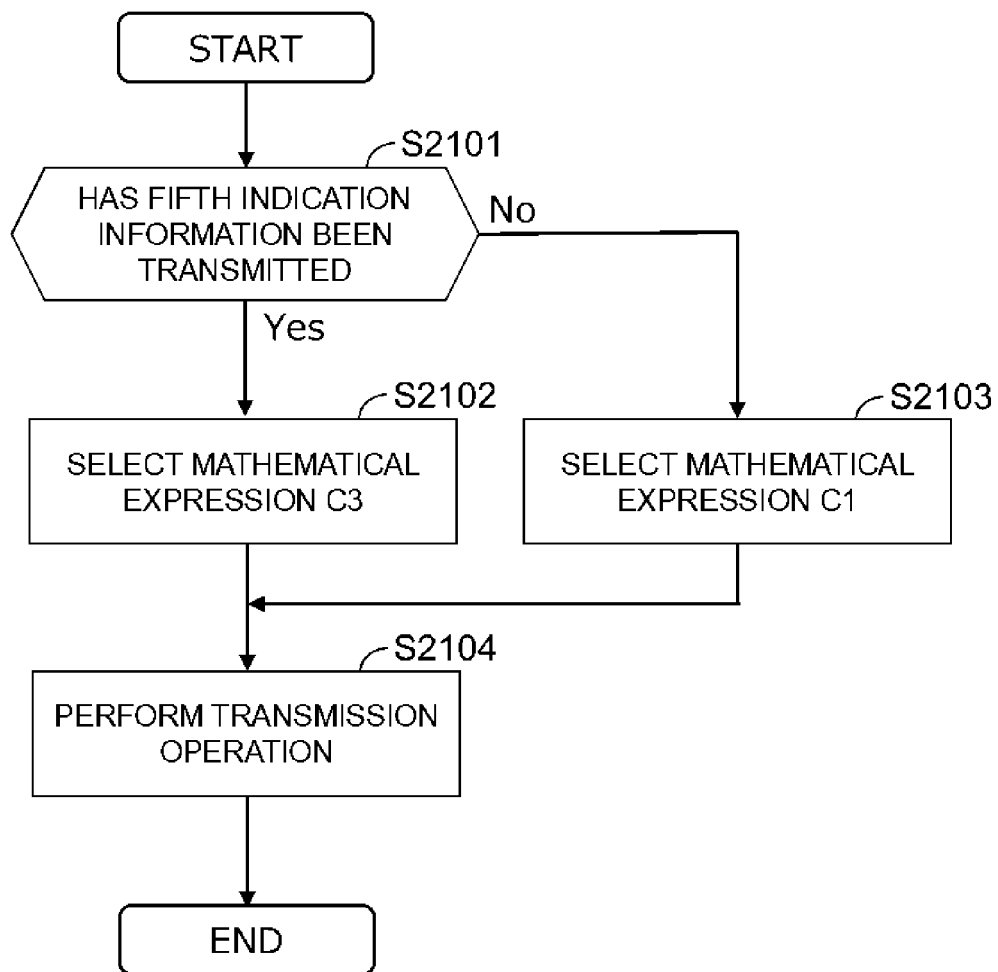 START
S2101
HAS FIFTH INDICATION
INFORMATION BEEN
TRANSMITTED
No
Yes
S2102
SELECT MATHEMATICAL
EXPRESSION C3
S2103
SELECT MATHEMATICAL
EXPRESSION C1
S2104
PERFORM TRANSMISSION
OPERATION
END